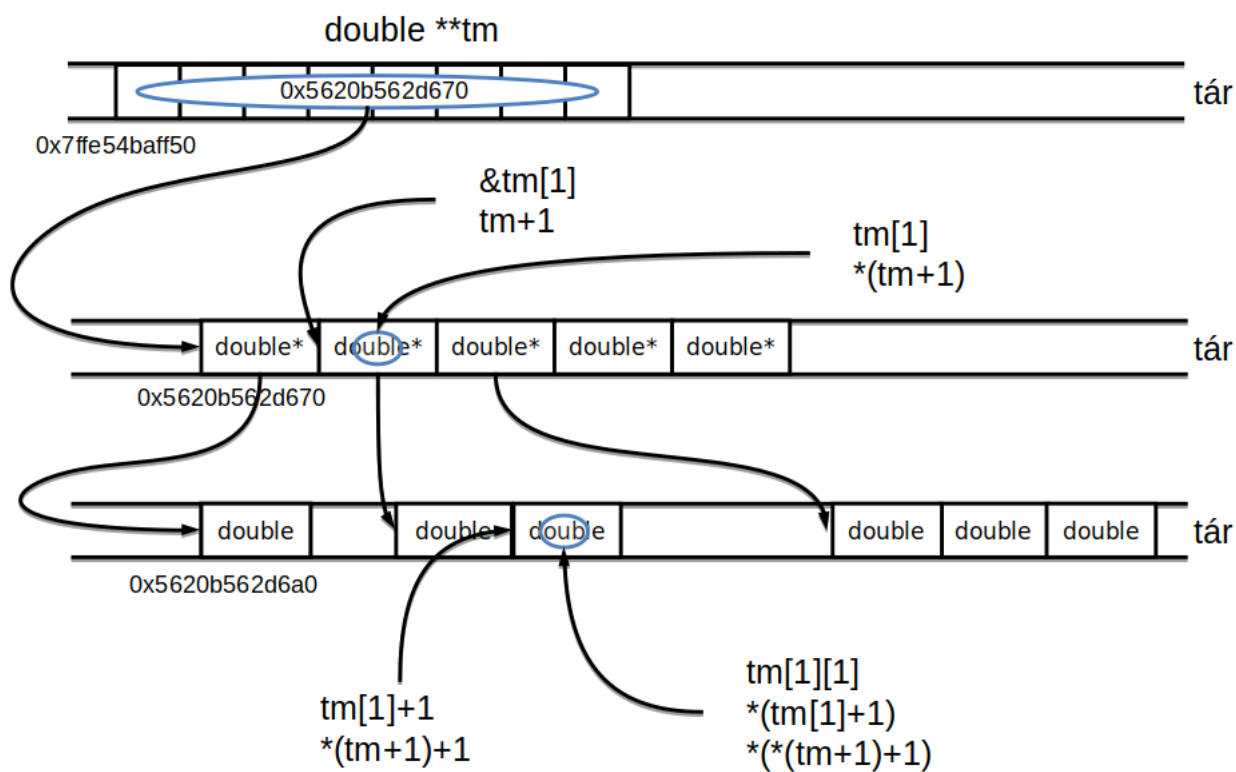 double **tm
0x5620b562d670
tár
0x7ffe54baff50
&tm[1]
tm+1
tm[1]
*(tm+1)
double* double* double* double* double*
tár
0x5620b562d670
double double double double double double
tár
0x5620b562d6a0
tm[1]+1
*(tm+1)+1
tm[1][1]
*(tm[1]+1)
*(*(tm+1)+1)